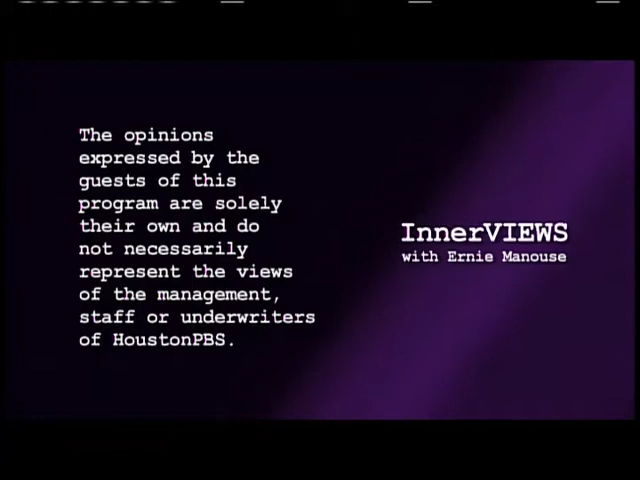 The opinions
expressed by the
guests of this
program are solely
their own and do
not necessarily
represent the views
of the management,
staff or underwriters
of HoustonPBS.
InnerVIEWS
with Ernie Manouse